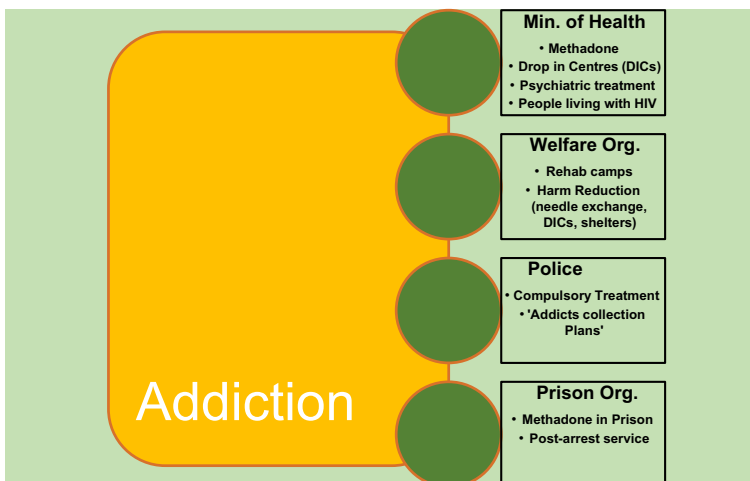 Min. of Health
• Methadone
• Drop in Centres (DICs)
• Psychiatric treatment
• People living with HIV
Welfare Org.
• Rehab camps
• Harm Reduction
(needle exchange,
DICs, shelters)
Police
• Compulsory Treatment
• 'Addicts collection
Plans'
Addiction
Prison Org.
• Methadone in Prison
• Post-arrest service